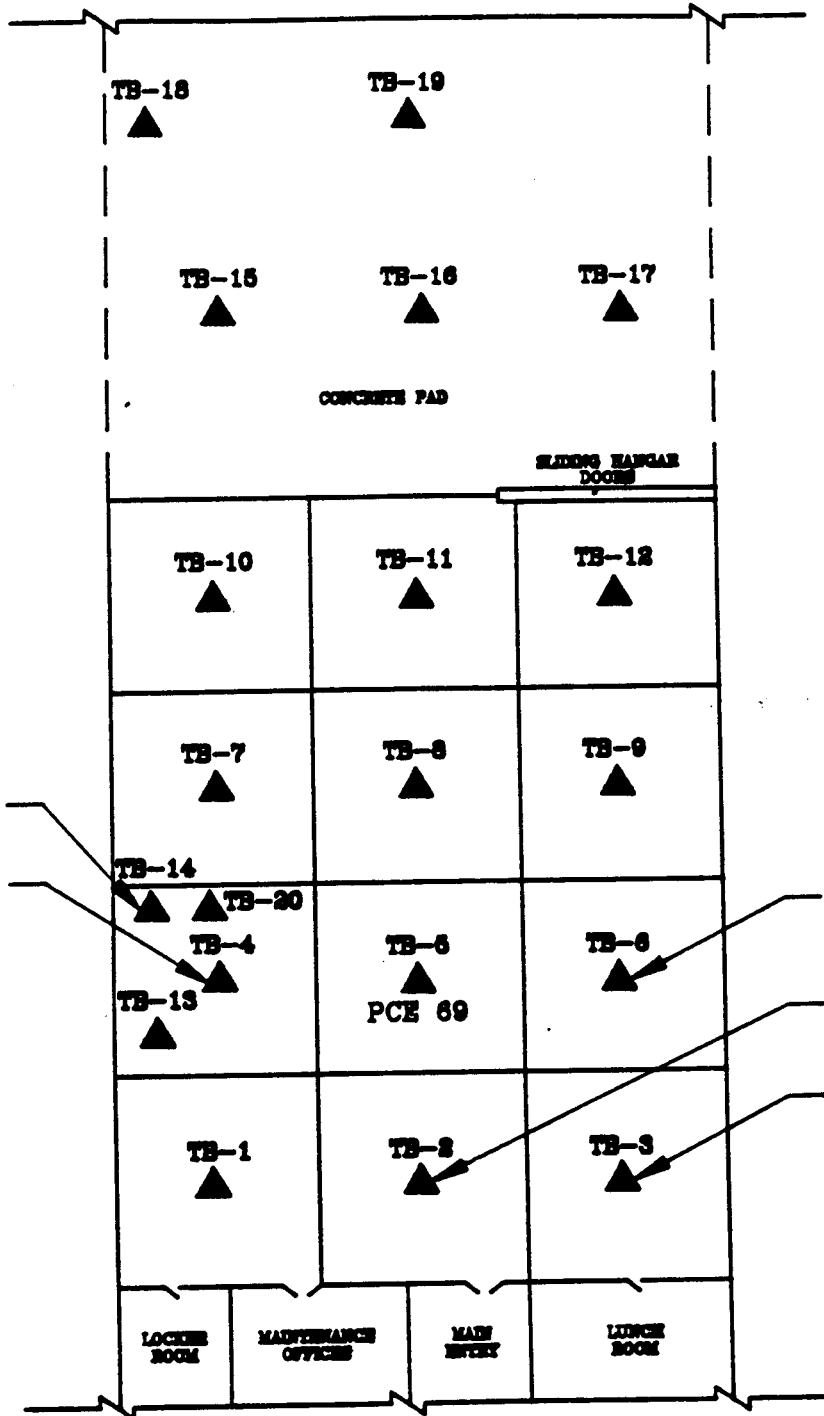 TB-18
TB-19
TB-15
TB-16
TB-17
CONCRETE PAD
SLIDING HANGAR
DOORS
TB-10
TB-11
TB-12
TB-7
TB-8
TB-9
TB-14
TB-20
TB-4
TB-5
TB-6
TB-13
PCE 69
TB-1
TB-2
TB-3
LOCKER
ROOM
MAINTENANCE
OFFICES
MAIN
ENTRY
LUNCH
ROOM